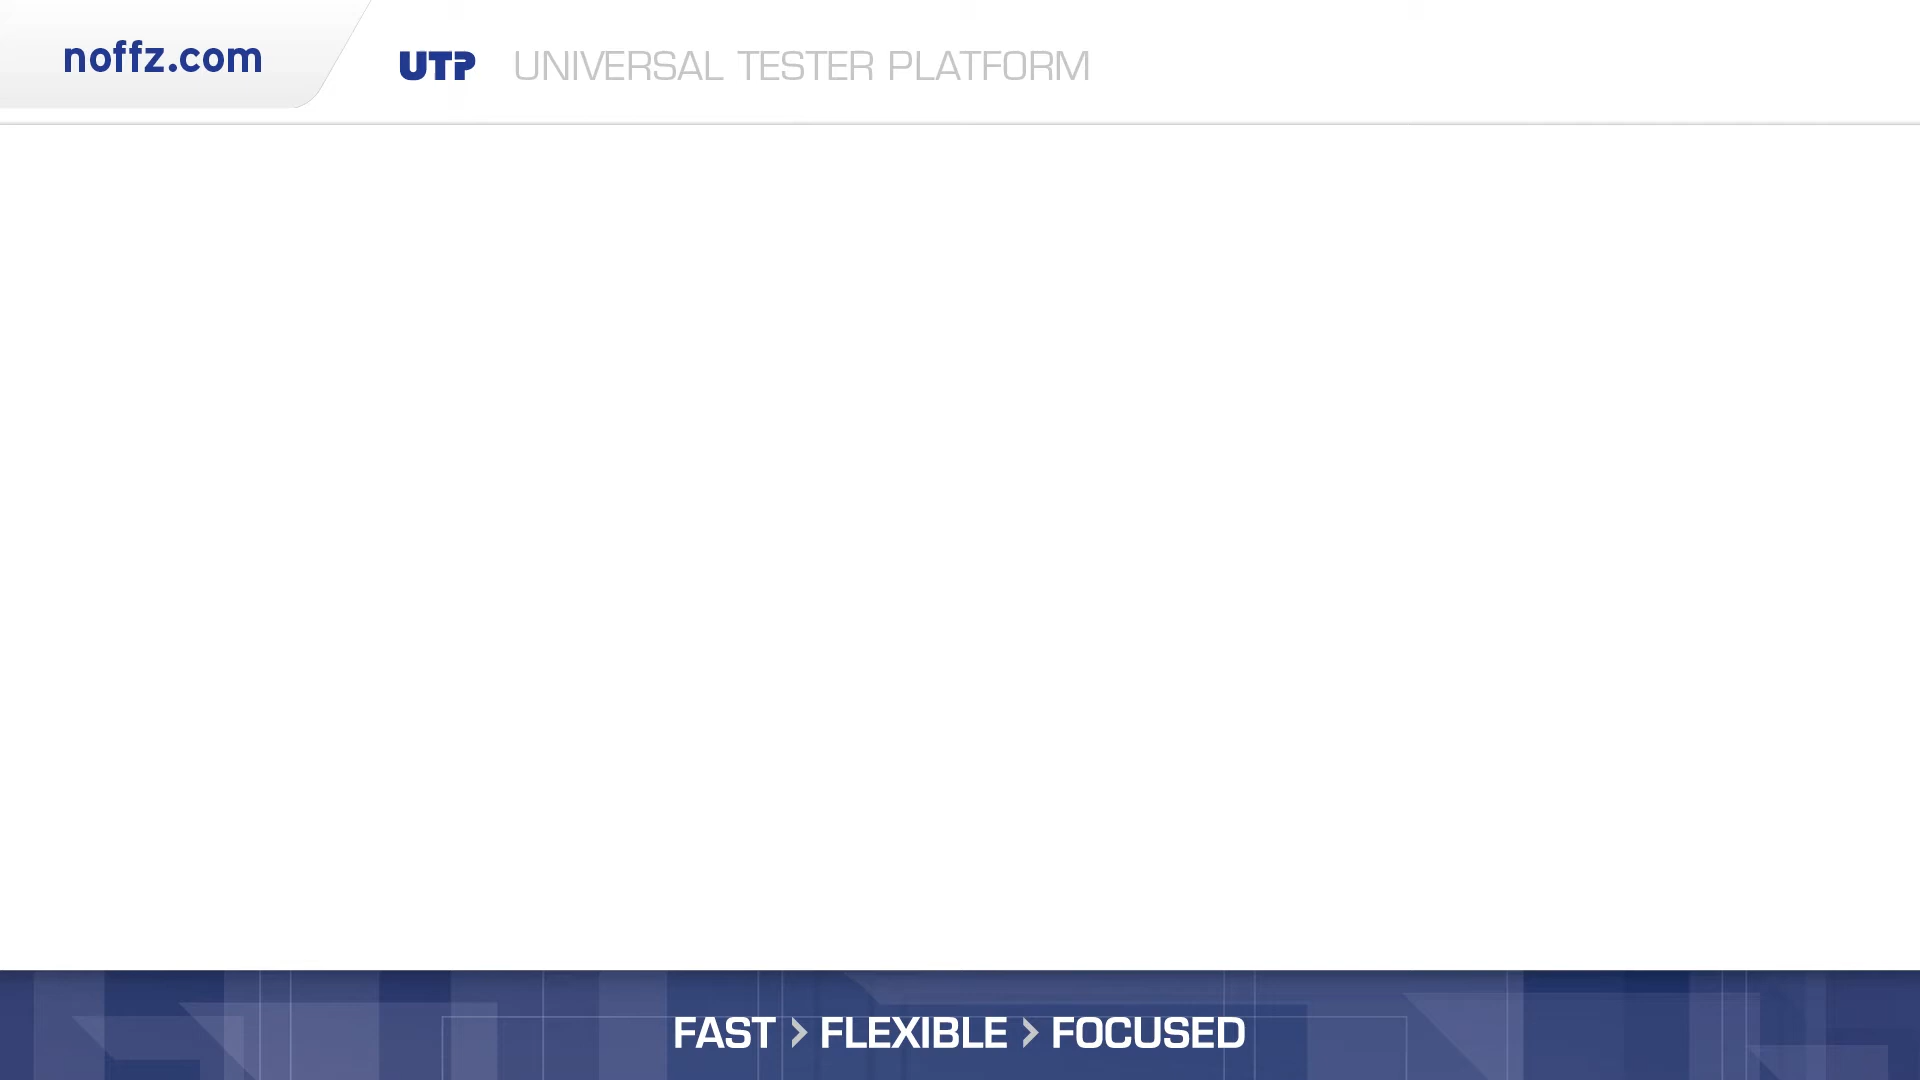 noffz.com
UTP UNIVERSAL TESTER PLATFORM
FAST > FLEXIBLE > FOCUSED